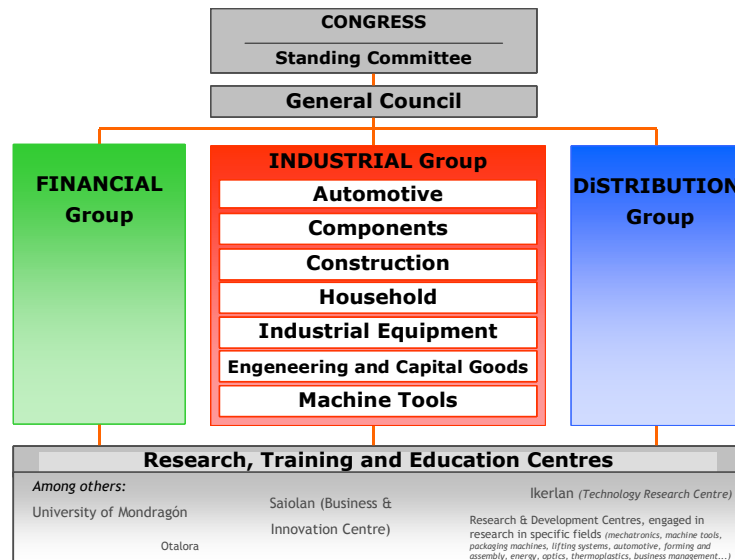 CONGRESS
Standing Committee
General Council
FINANCIAL
Group
INDUSTRIAL Group
Automotive
Components
Construction
Household
Industrial Equipment
Engeneering and Capital Goods
Machine Tools
DiSTRIBUTION
Group
Research, Training and Education Centres
Among others:
University of Mondragón
Otalora
Saiolan (Business &
Innovation Centre)
Ikerlan (Technology Research Centre)
Research & Development Centres, engaged in
research in specific fields (mechatronics, machine tools,
packaging machines, lifting systems, automotive, forming and
assembly, energy, optics, thermoplastics, business management...)